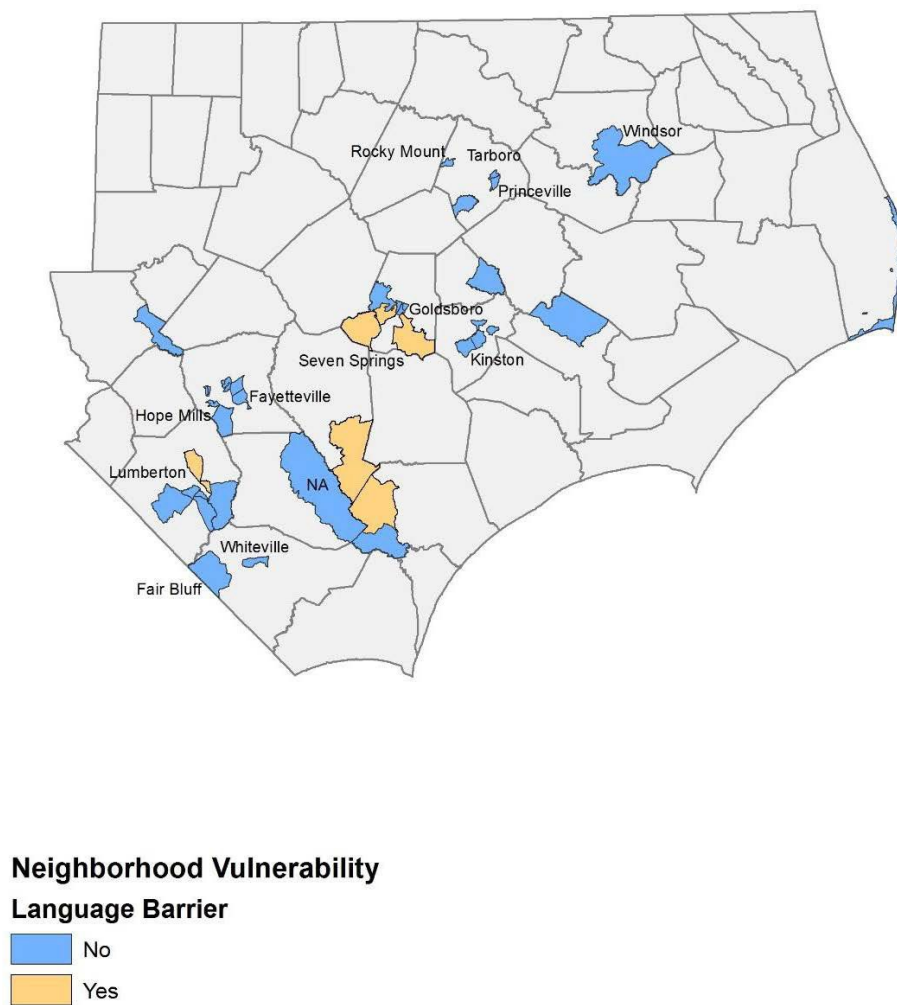 Windsor
Rocky Mount
Tarboro
Princeville
Goldsboro
Seven Springs
Kinston
Fayetteville
Hope Mills
Lumberton
NA
Whiteville
Fair Bluff
Neighborhood Vulnerability
Language Barrier
No
Yes